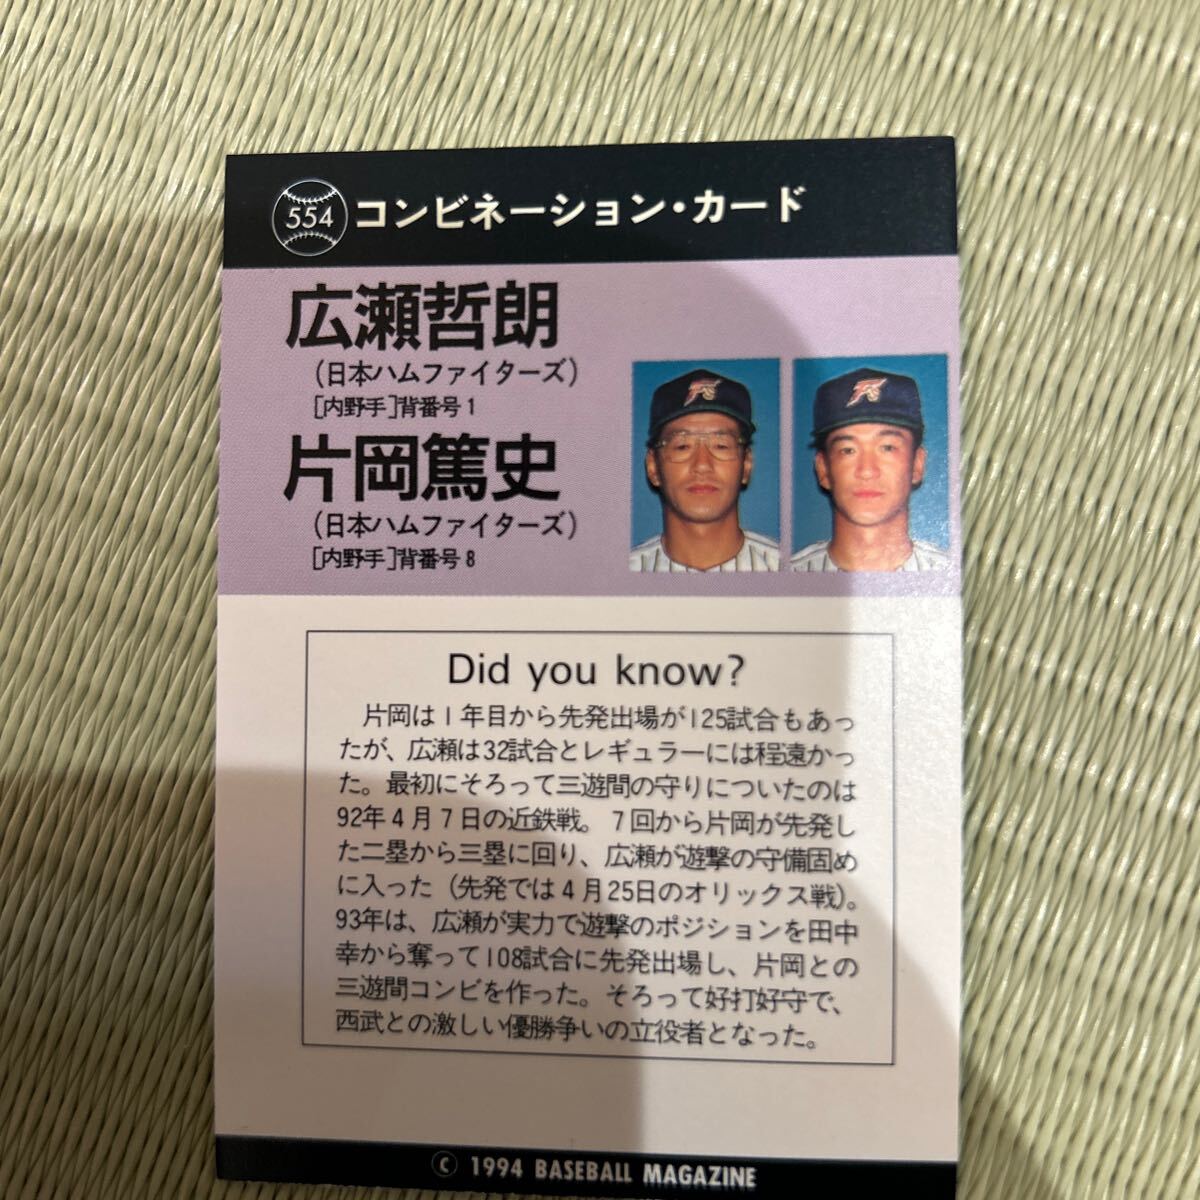 554 コンビネーション・カード
広瀬哲朗
(日本ハムファイターズ)
[内野手]背番号1
片岡篤史
(日本ハムファイターズ)
[内野手]背番号8
Did you know?
片岡は1年目から先発出場が125試合もあっ
たが、広瀬は32試合とレギュラーには程遠かっ
た。最初にそろって三遊間の守りについたのは
92年4月7日の近鉄戦。7回から片岡が先発し
た二塁から三塁に回り、広瀬が遊撃の守備固め
に入った(先発では4月25日のオリックス戦)。
93年は、広瀬が実力で遊撃のポジションを田中
幸から奪って108試合に先発出場し、片岡との
三遊間コンビを作った。そろって好打好守で、
西武との激しい優勝争いの立役者となった。
© 1994 BASEBALL MAGAZINE